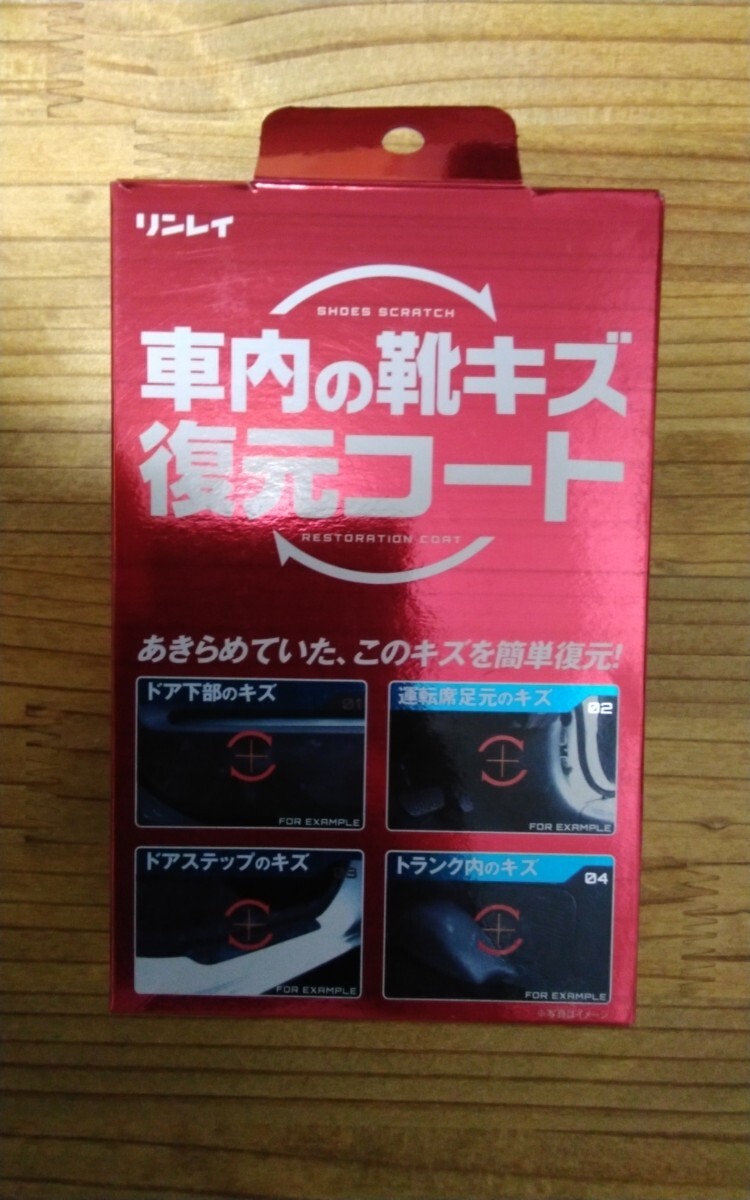 リンレイ
SHOES SCRATCH
車内の靴キズ
復元コート
RESTORATION COAT
あきらめていた、このキズを簡単復元!
ドア下部のキズ
01
FOR EXAMPLE
運転席足元のキズ
02
FOR EXAMPLE
ドアステップのキズ
03
FOR EXAMPLE
トランク内のキズ
04
FOR EXAMPLE
※写真はイメージ